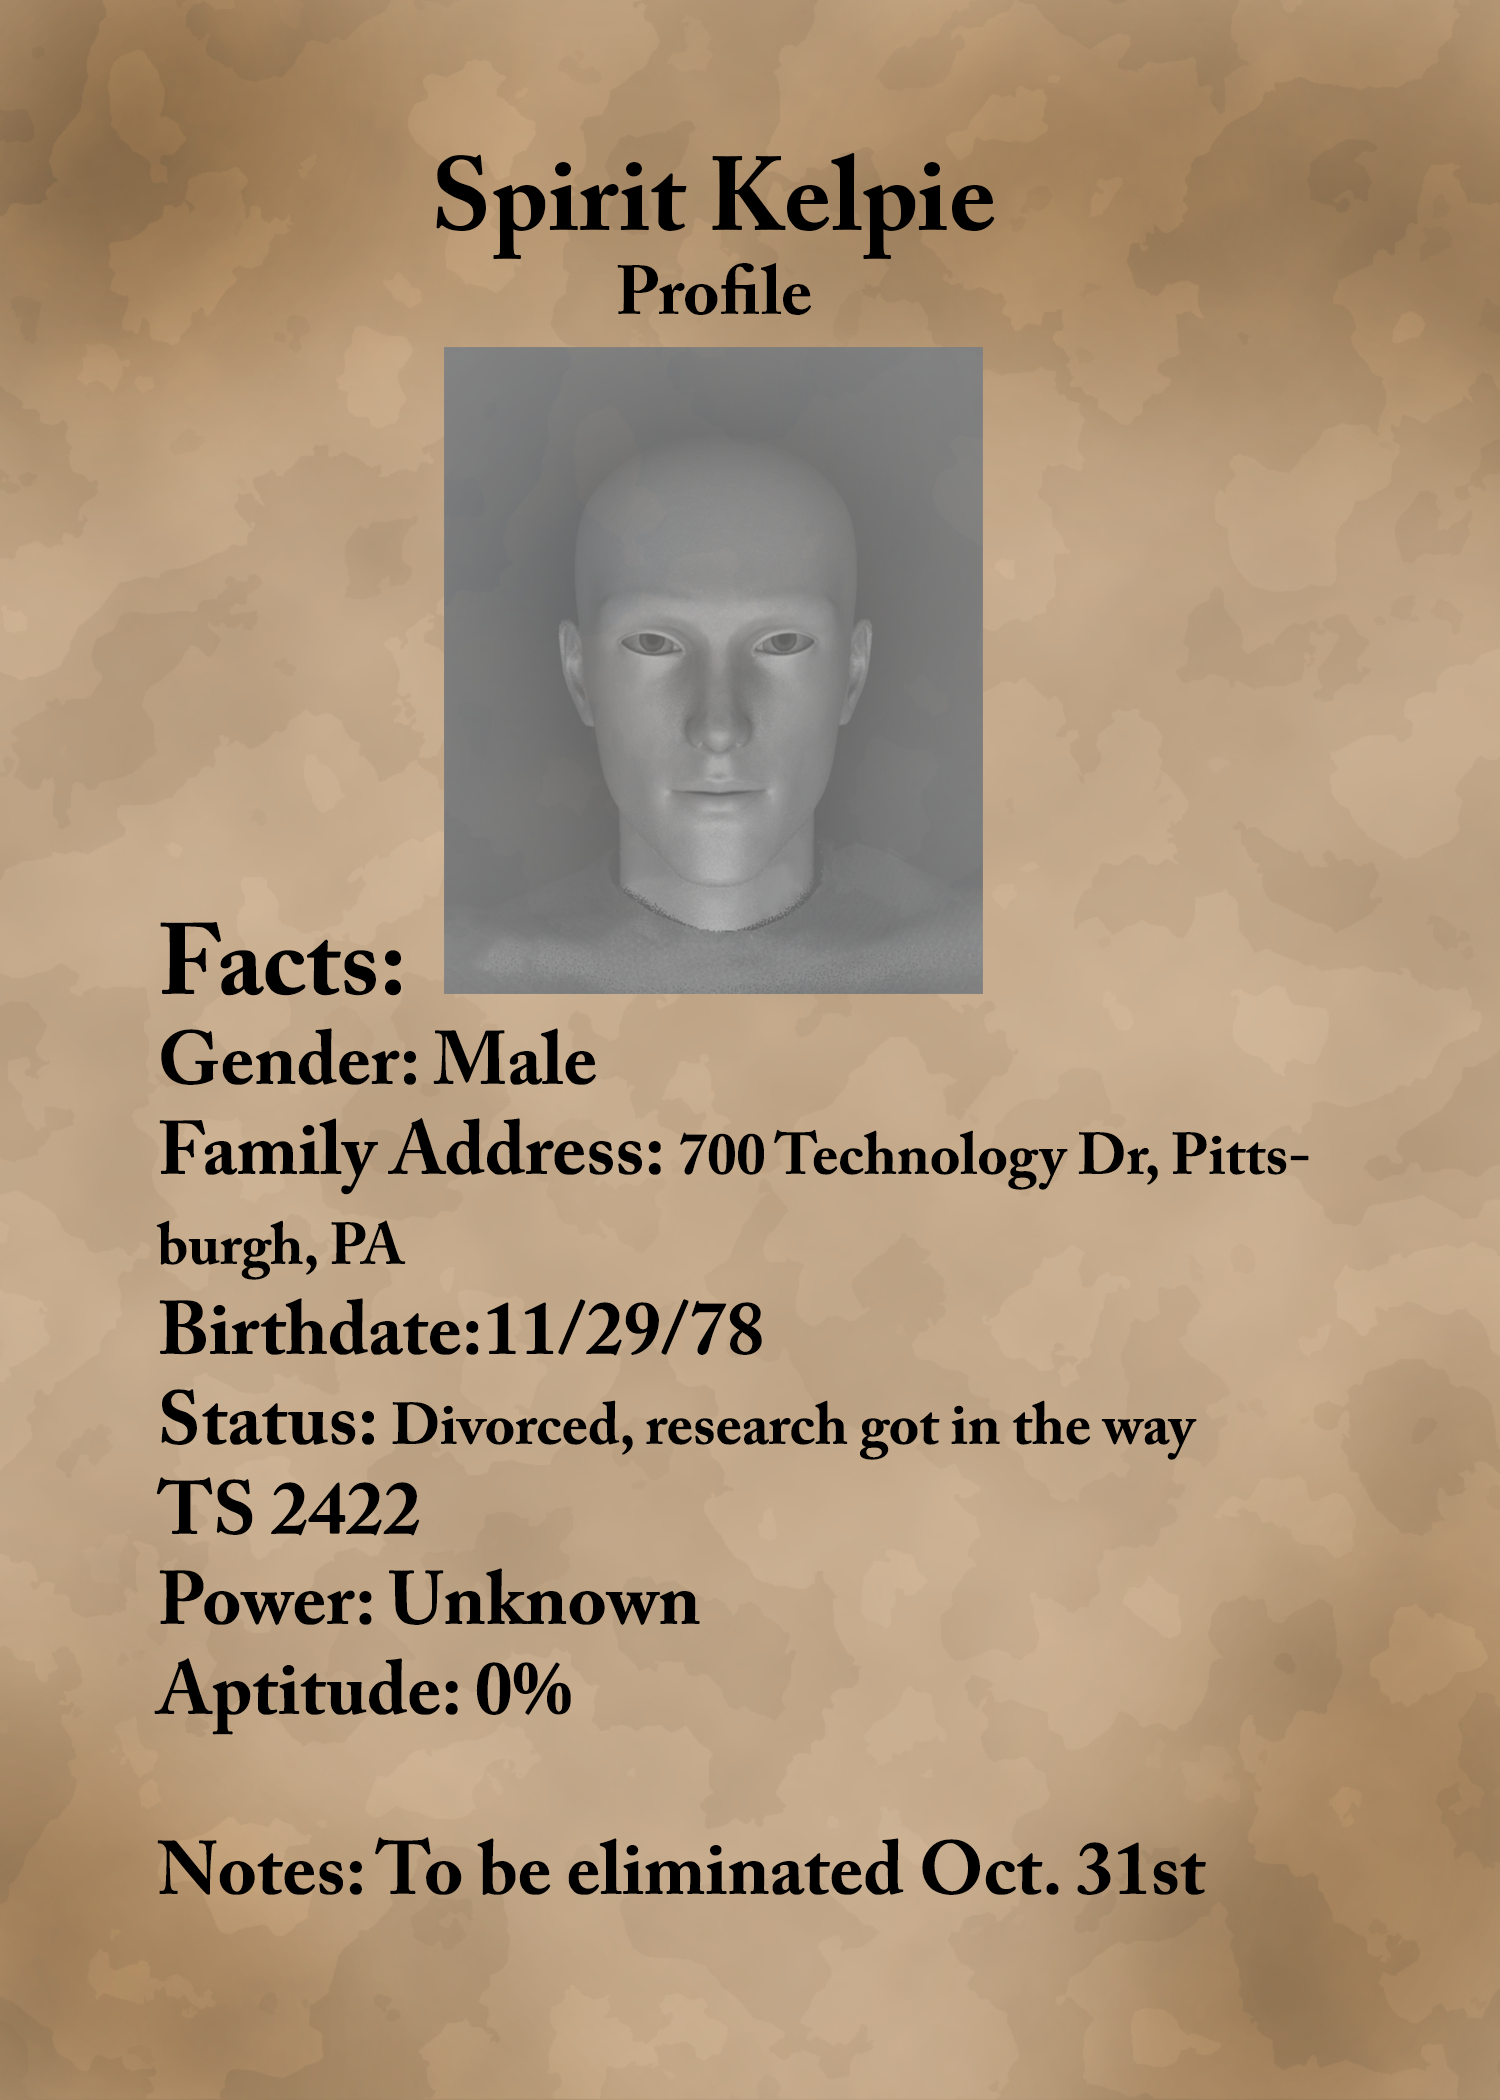 Spirit Kelpie
Profile
Facts:
Gender: Male
Family Address: 700 Technology Dr, Pitts-
burgh, PA
Birthdate:11/29/78
Status: Divorced, research got in the way
TS 2422
Power: Unknown
Aptitude: 0%
Notes: To be eliminated Oct. 31st